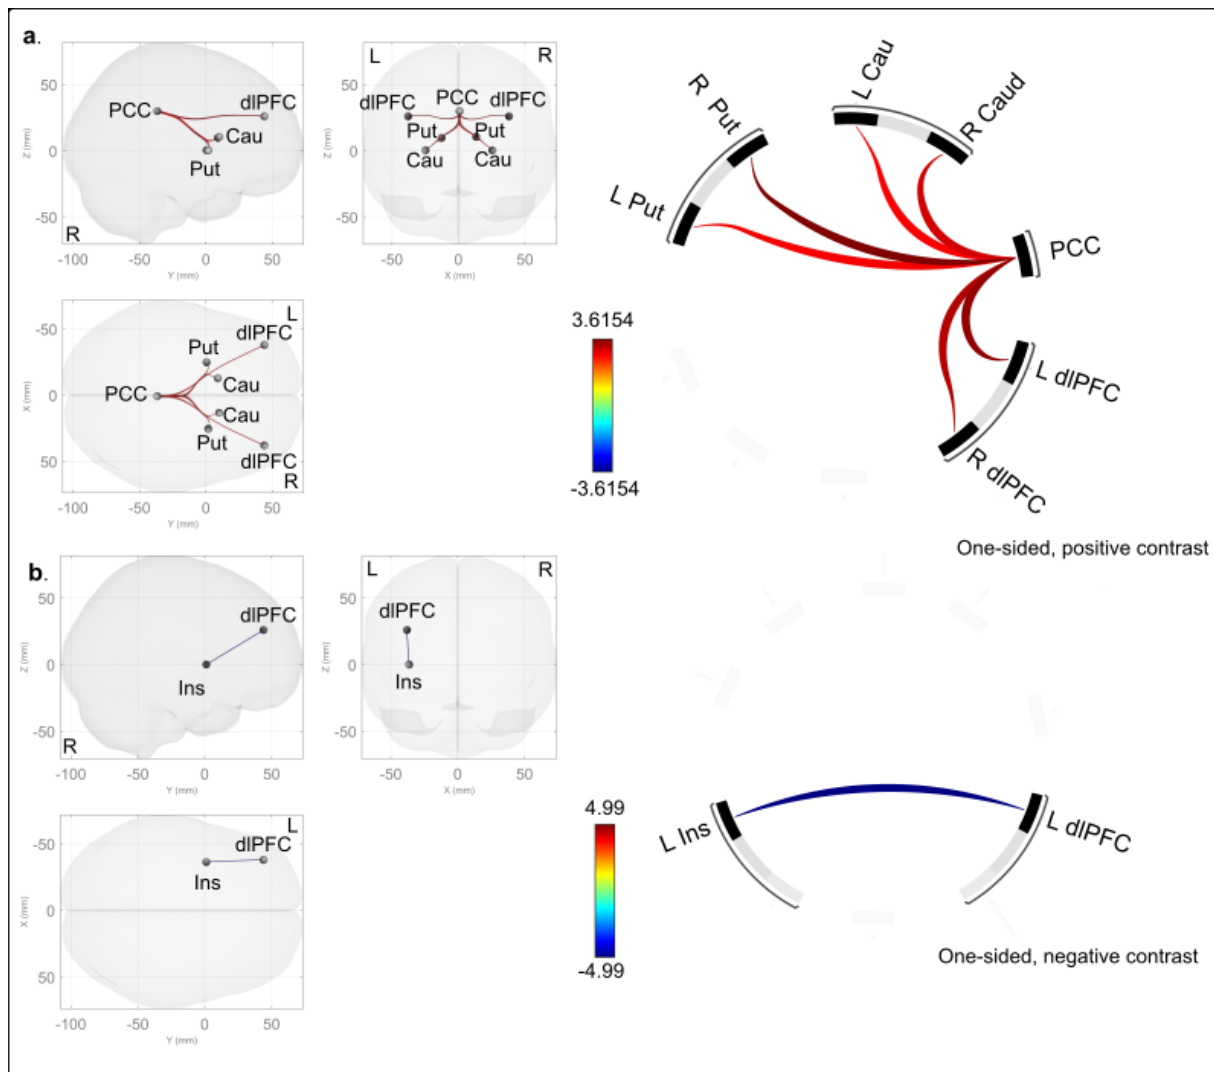 a.
50
0
-50
Z (mm)
PCC
dlPFC
Cau
Put
R
-100
-50
0
50
Y (mm)
L
R
50
0
-50
Z (mm)
dlPFC
PCC
dlPFC
Put
Put
Cau
Cau
-50
0
50
X (mm)
-50
0
50
X (mm)
L
dlPFC
Put
Cau
PCC
Cau
Put
dlPFC
R
-100
-50
0
50
Y (mm)
L Cau
R Caud
R Put
L Put
PCC
L dlPFC
R dlPFC
3.6154
-3.6154
One-sided, positive contrast
b.
50
0
-50
Z (mm)
dlPFC
Ins
R
-100
-50
0
50
Y (mm)
L
R
50
0
-50
Z (mm)
dlPFC
Ins
-50
0
50
X (mm)
-50
0
50
X (mm)
L
dlPFC
Ins
-100
-50
0
50
Y (mm)
4.99
-4.99
L Ins
L dlPFC
One-sided, negative contrast